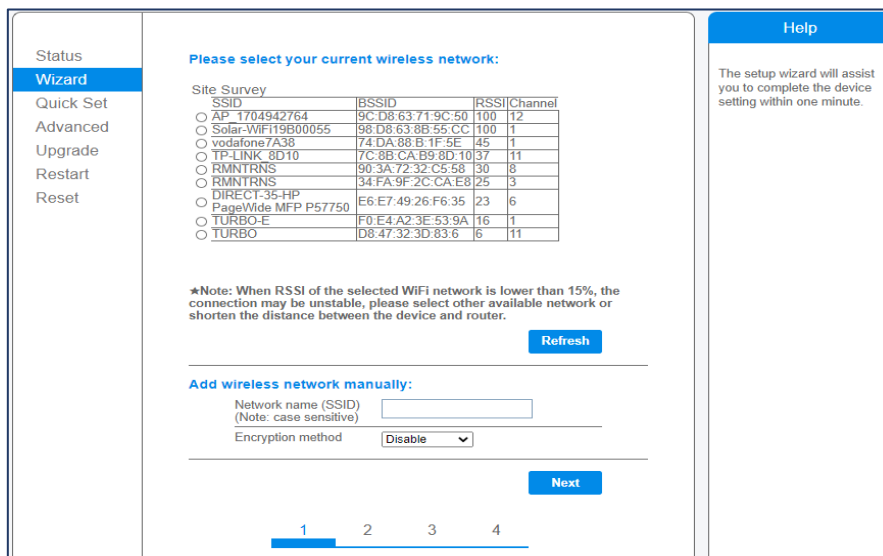 Status
Wizard
Quick Set
Advanced
Upgrade
Restart
Reset
Please select your current wireless network:
Site Survey
SSID BSSID RSSI Channel
AP_1704942764 9C:D8:63:71:9C:50 100 12
Solar-WiFi19B00055 98:D8:63:8B:55:CC 100 1
vodafone7A38 74:DA:88:B:1F:5E 45 1
TP-LINK_8D10 7C:8B:CA:B9:8D:10 37 11
RMNTRNS 90:3A:72:32:C5:58 30 8
RMNTRNS 34:FA:9F:2C:CA:E8 25 3
DIRECT-35-HP
PageWide MFP P57750 E6:E7:49:26:F6:35 23 6
TURBO-E F0:E4:A2:3E:53:9A 16 1
TURBO D8:47:32:3D:83:6 6 11
★Note: When RSSI of the selected WiFi network is lower than 15%, the
connection may be unstable, please select other available network or
shorten the distance between the device and router.
Refresh
Add wireless network manually:
Network name (SSID)
(Note: case sensitive)
Encryption method Disable
Next
1 2 3 4
Help
The setup wizard will assist
you to complete the device
setting within one minute.